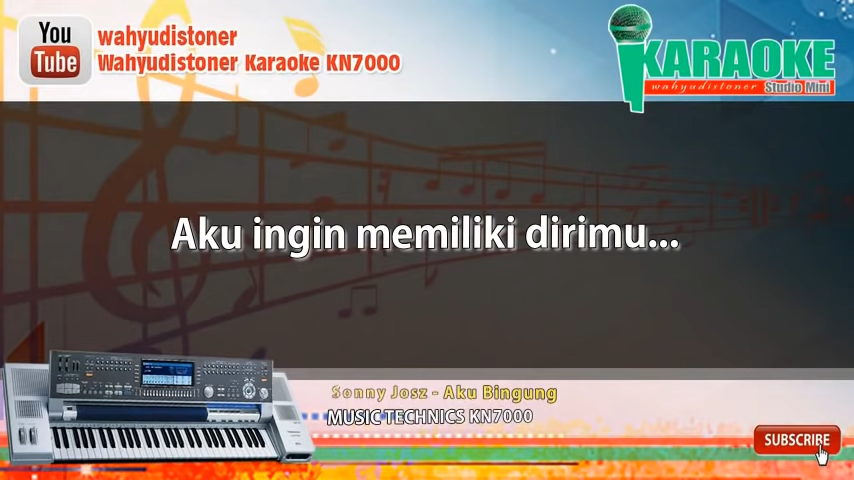 You
Tube
wahyudistoner
Wahyudistoner Karaoke KN7000
KARAOKE
wahyudistoner Studio Mini
Aku ingin memiliki dirimu...
Sonny Josz - Aku Bingung
MUSIC TECHNICS KN7000
SUBSCRIBE